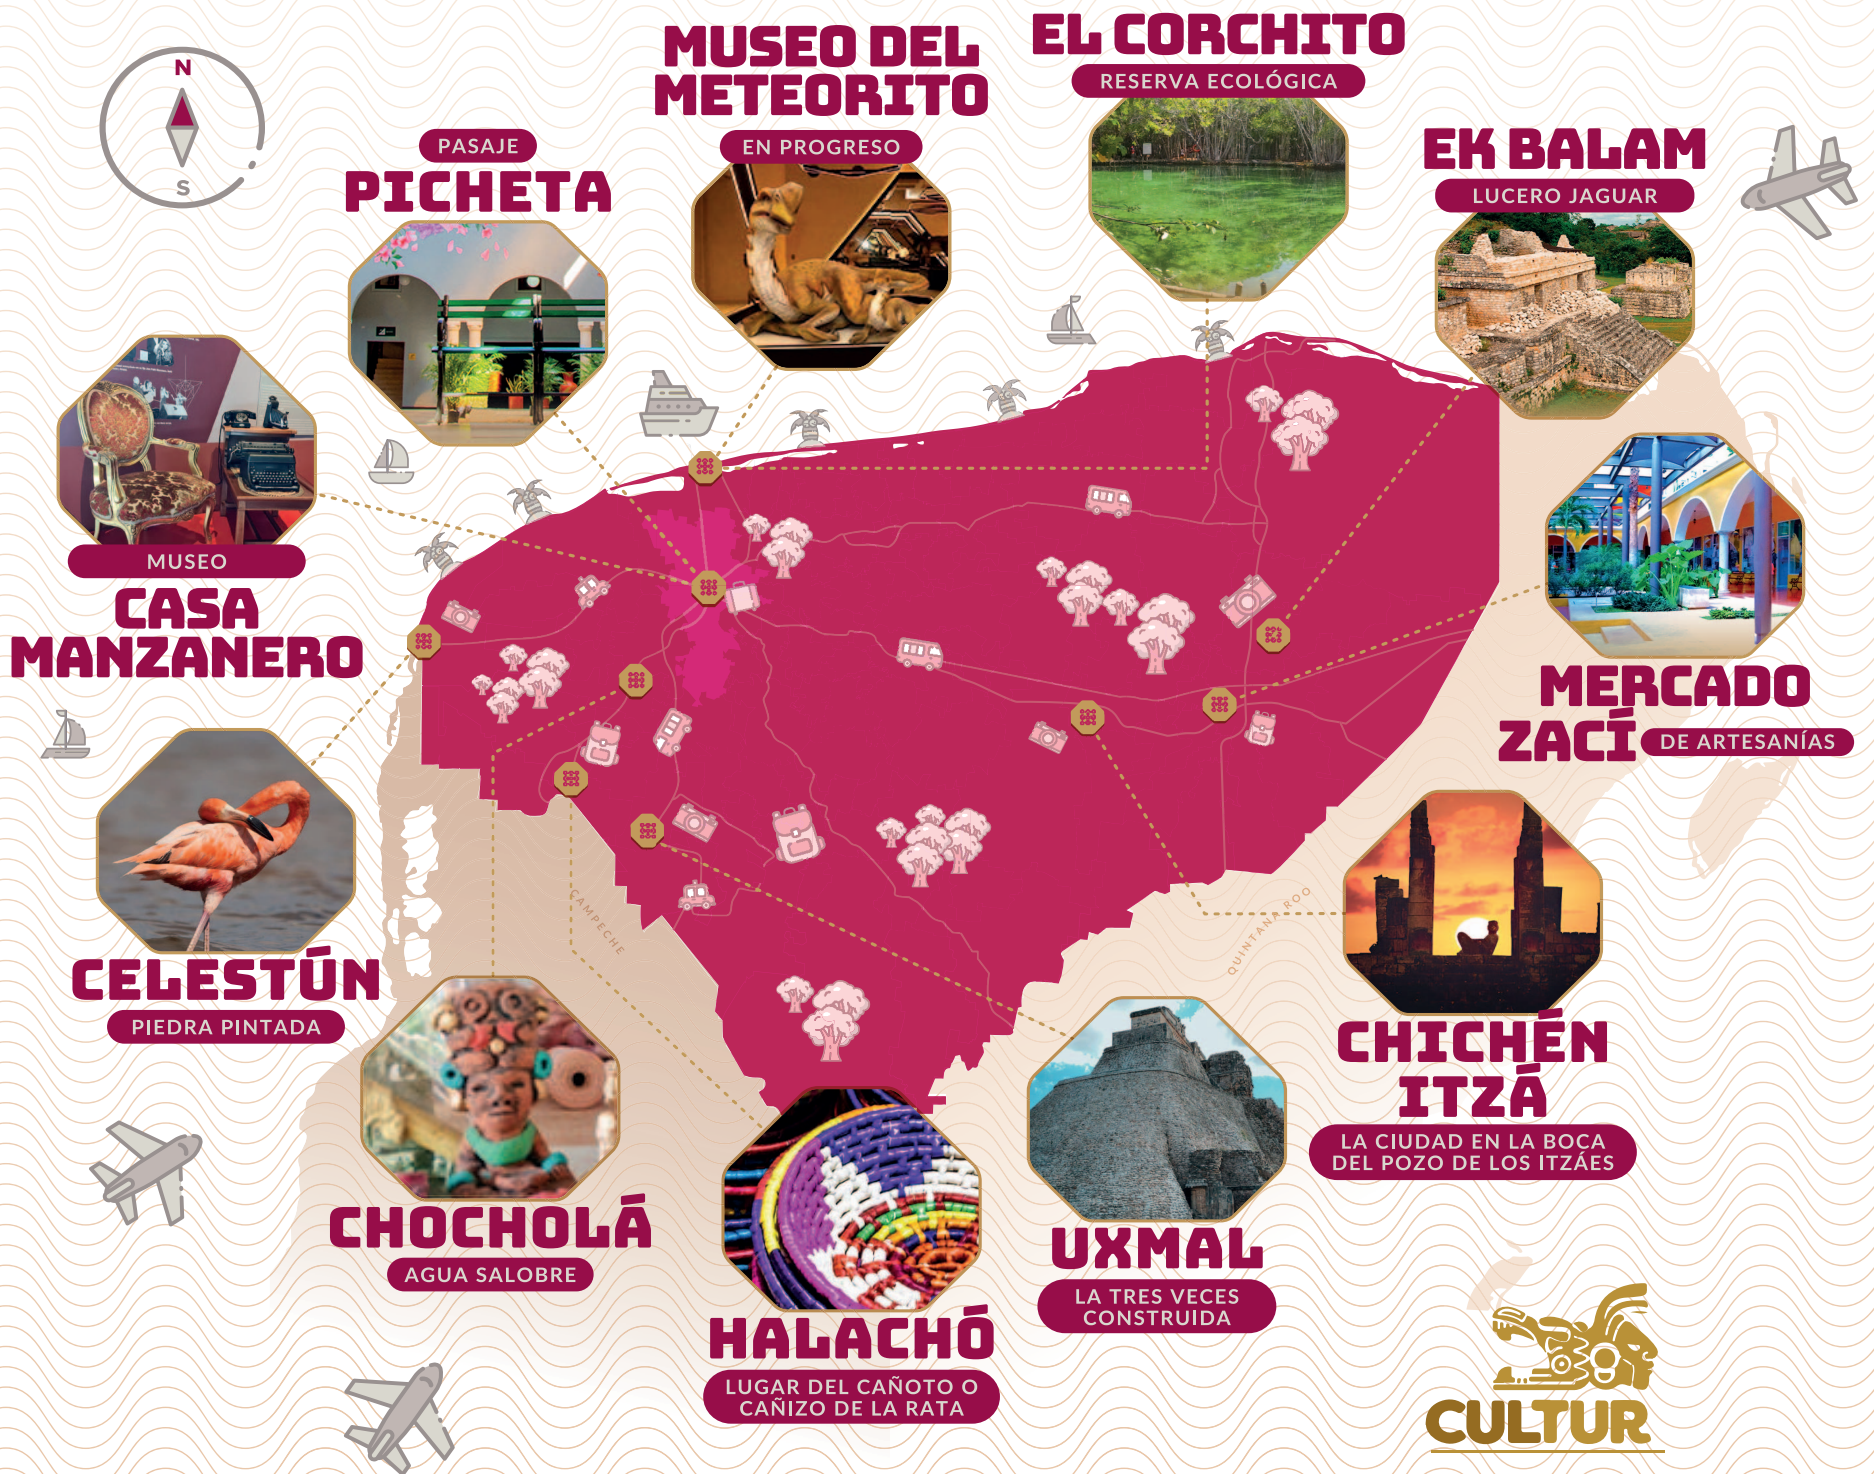 N
S
PASAJE
PICHETA
MUSEO DEL
METEORITO
EN PROGRESO
EL CORCHITO
RESERVA ECOLÓGICA
EK BALAM
LUCERO JAGUAR
MUSEO
CASA
MANZANERO
MERCADO
ZACÍ DE ARTESANÍAS
CELESTÚN
PIEDRA PINTADA
CAMPECHE
QUINTANA ROO
CHICHÉN
ITZÁ
LA CIUDAD EN LA BOCA
DEL POZO DE LOS ITZÁES
CHOCHOLÁ
AGUA SALOBRE
HALACHÓ
LUGAR DEL CAÑOTO O
CAÑIZO DE LA RATA
UXMAL
LA TRES VECES
CONSTRUIDA
CULTUR